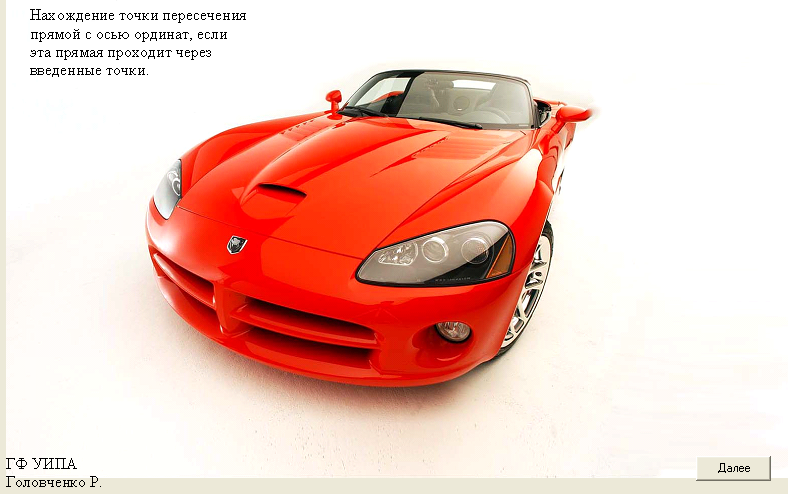 Нахождение точки пересечения
прямой с осью ординат, если
эта прямая проходит через
введенные точки.
ГФ УИПА
Головченко Р.
Далее